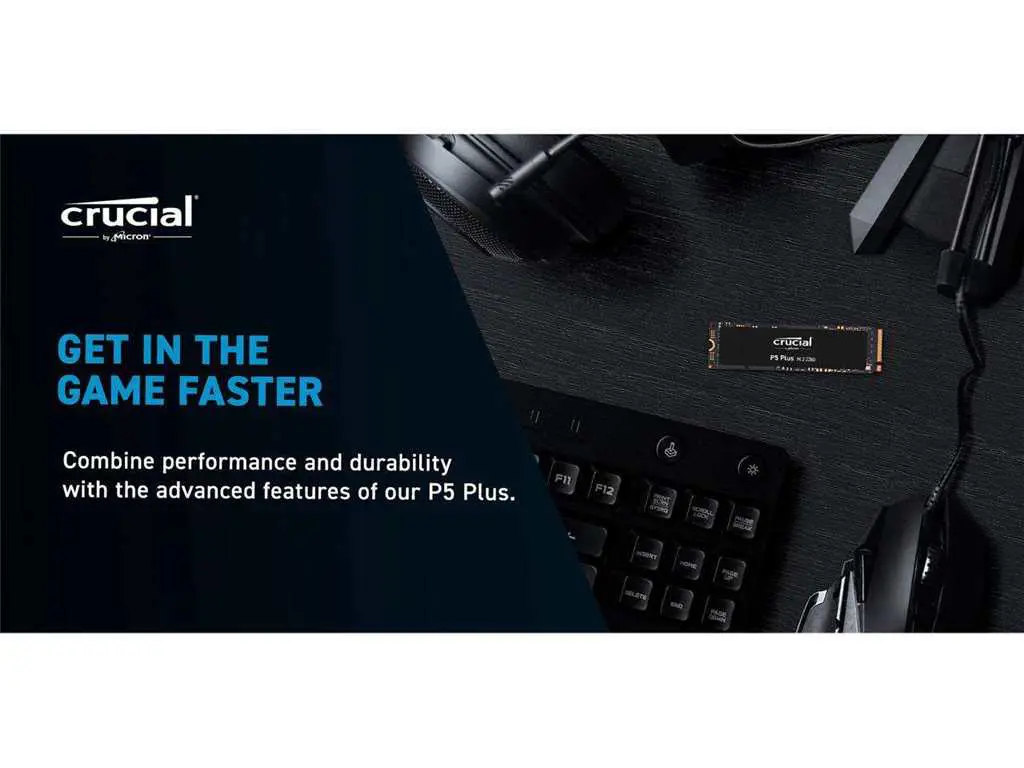 crucial®
by Micron®
GET IN THE
GAME FASTER
Combine performance and durability
with the advanced features of our P5 Plus.
crucial
by Micron
P5 Plus M.2 2280
F11
F12
PRINT
SCRN
SYSRQ
SCROLL
LOCK
PAUSE
BREAK
INSERT
HOME
PAGE
UP
DELETE
END
PAGE
DOWN